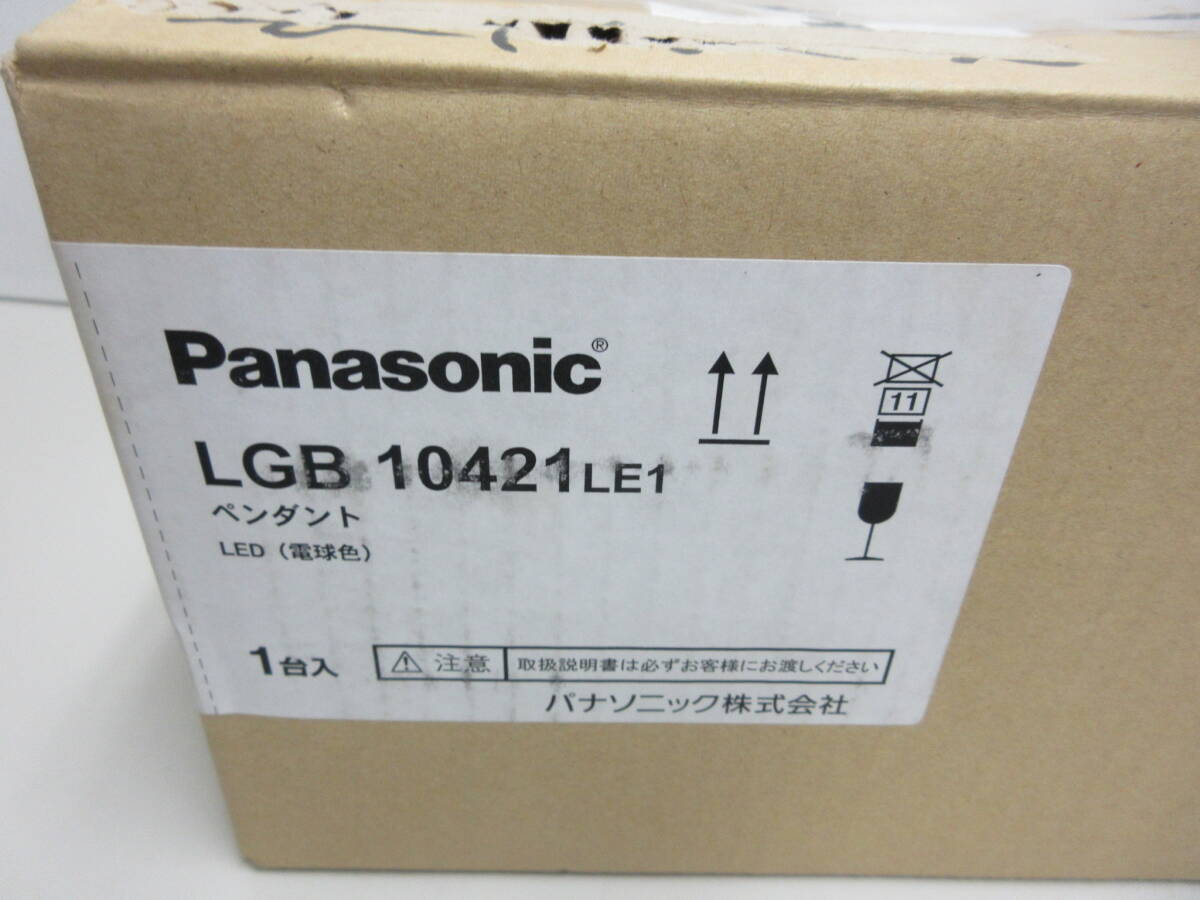 Panasonic®
LGB 10421LE1
ペンダント
LED（電球色）
11
1台入
注意 取扱説明書は必ずお客様にお渡しください
パナソニック株式会社